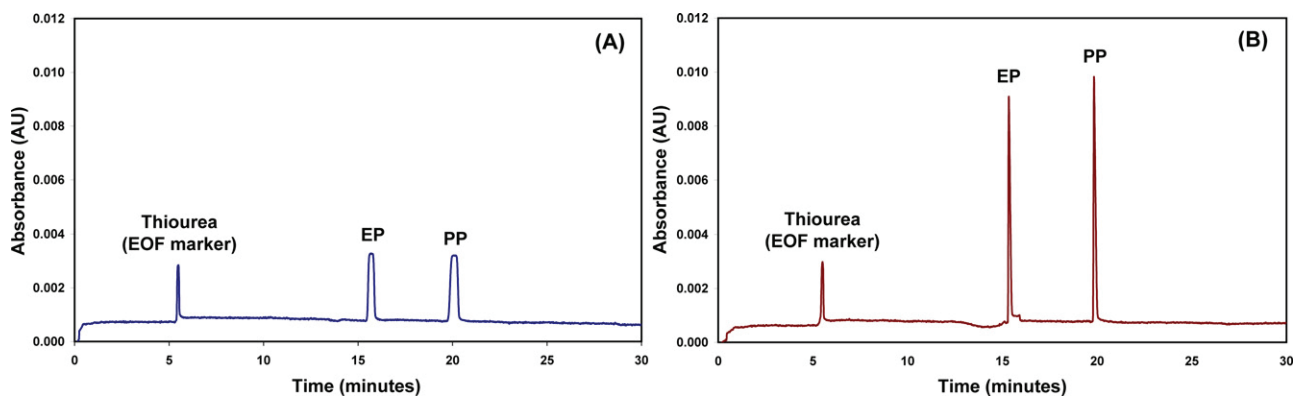 (A)
Absorbance (AU)
0.012
0.010
0.008
0.006
0.004
0.002
0.000
Thiourea
(EOF marker)
EP
PP
0 5 10 15 20 25 30
Time (minutes)
(B)
Absorbance (AU)
0.012
0.010
0.008
0.006
0.004
0.002
0.000
Thiourea
(EOF marker)
EP
PP
0 5 10 15 20 25 30
Time (minutes)